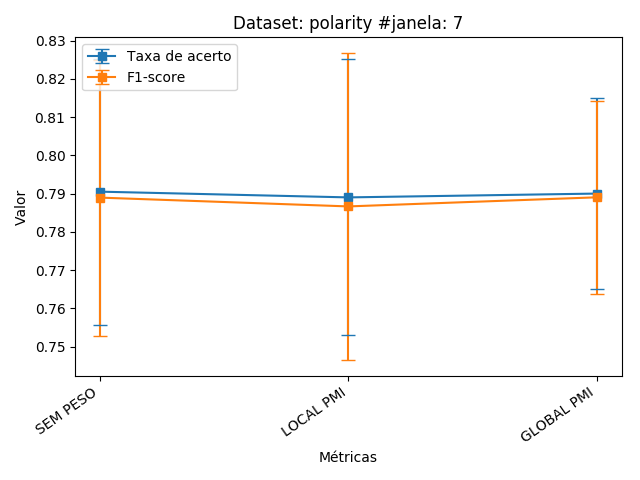 Dataset: polarity #janela: 7
Taxa de acerto
F1-score
Valor
0.83
0.82
0.81
0.80
0.79
0.78
0.77
0.76
0.75
SEM PESO
LOCAL PMI
GLOBAL PMI
Métricas